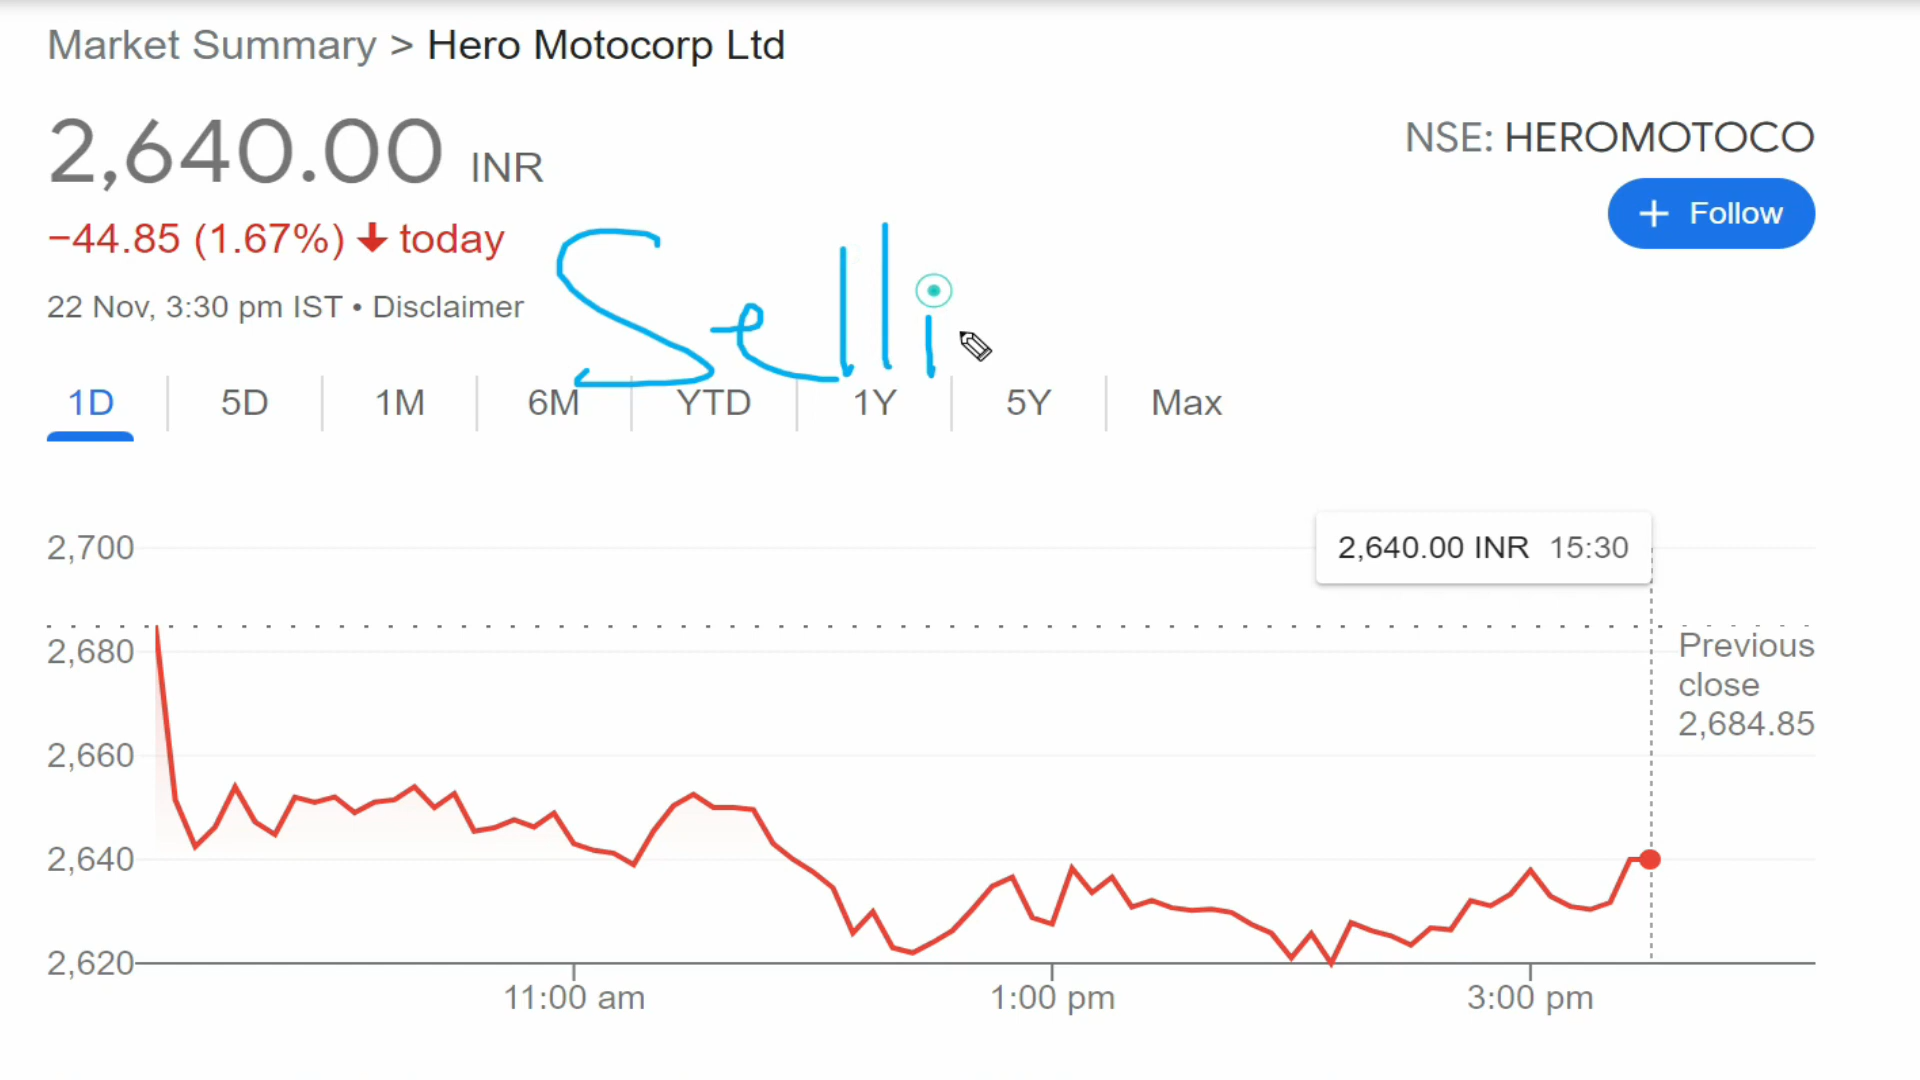 Market Summary > Hero Motocorp Ltd
2,640.00 INR
NSE: HEROMOTOCO
+ Follow
−44.85 (1.67%) ↓ today
22 Nov, 3:30 pm IST • Disclaimer
Selli
1D 5D 1M 6M YTD 1Y 5Y Max
2,640.00 INR 15:30
2,700
2,680
2,660
2,640
2,620
Previous
close
2,684.85
11:00 am 1:00 pm 3:00 pm